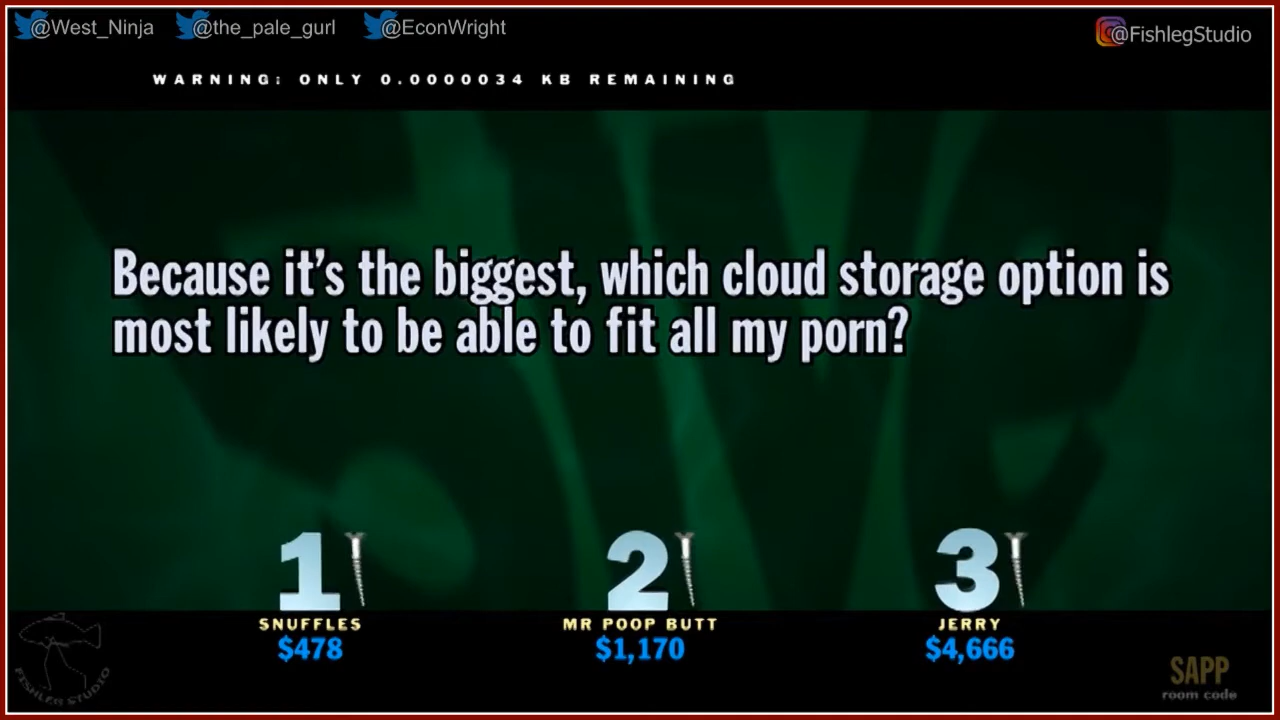 @West_Ninja @the_pale_gurl @EconWright @FishlegStudio
WARNING: ONLY 0.0000034 KB REMAINING
Because it's the biggest, which cloud storage option is
most likely to be able to fit all my porn?
1 2 3
SNUFFLES MR POOP BUTT JERRY
$478 $1,170 $4,666
FISHLEG STUDIO
SAPP
room code